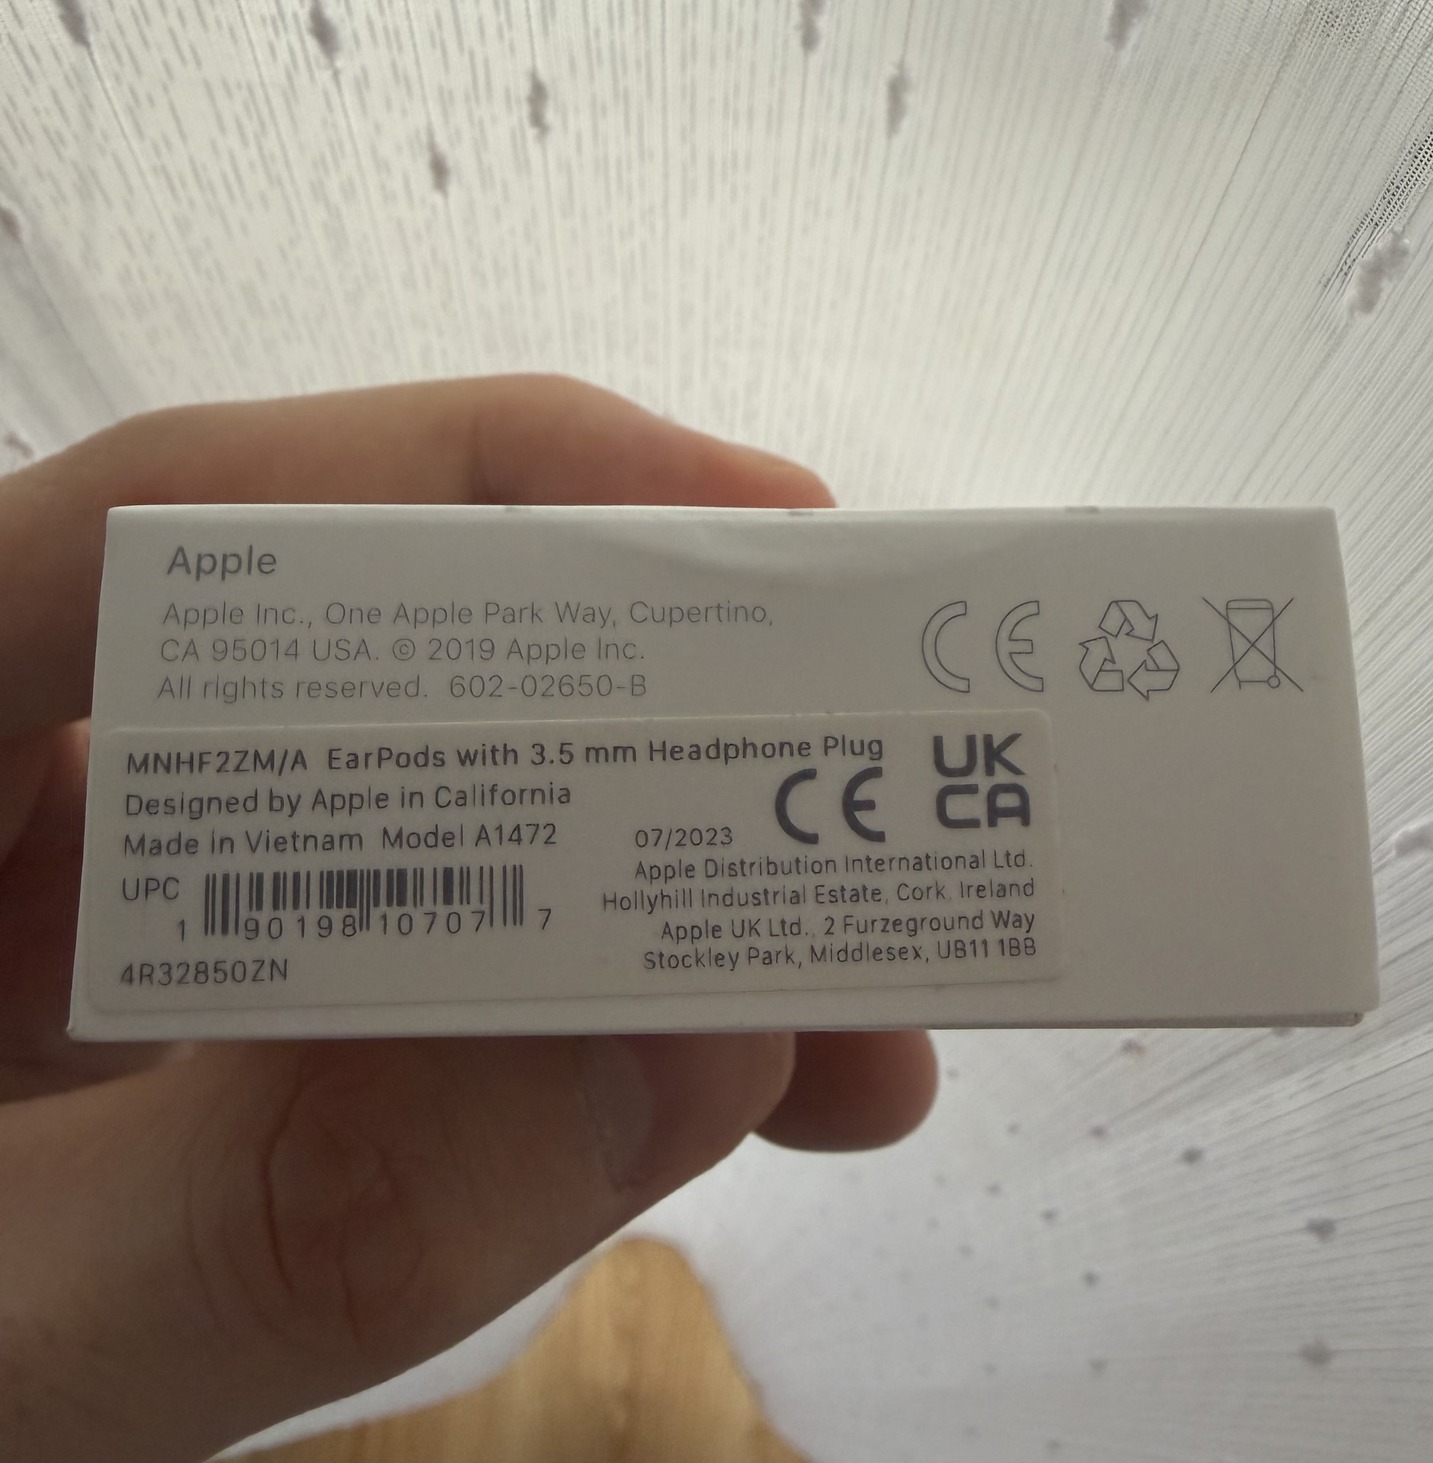 Apple
Apple Inc., One Apple Park Way, Cupertino,
CA 95014 USA. © 2019 Apple Inc.
All rights reserved. 602-02650-B
CE
MNHF2ZM/A EarPods with 3.5 mm Headphone Plug
Designed by Apple in California
Made in Vietnam Model A1472
07/2023
CE
UK
CA
UPC
1 90198 10707 7
4R32850ZN
Apple Distribution International Ltd.
Hollyhill Industrial Estate, Cork, Ireland
Apple UK Ltd., 2 Furzeground Way
Stockley Park, Middlesex, UB11 1BB